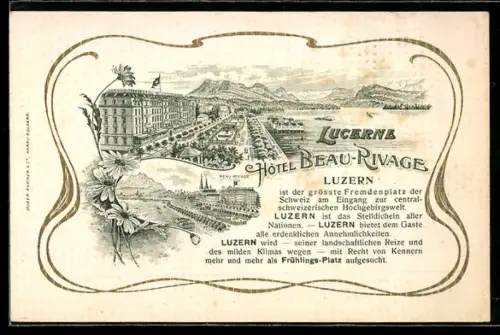 LUCERNE
HÔTEL BEAU-RIVAGE
BEAU-RIVAGE
LUZERN
ist der grösste Fremdenplatz der
Schweiz am Eingang zur central-
schweizerischen Hochgebirgswelt.
LUZERN ist das Stelldichein aller
Nationen. — LUZERN bietet dem Gaste
alle erdenklichen Annehmlichkeiten.
LUZERN wird — seiner landschaftlichen Reize und
des milden Klimas wegen — mit Recht von Kennern
mehr und mehr als Frühlings-Platz aufgesucht.